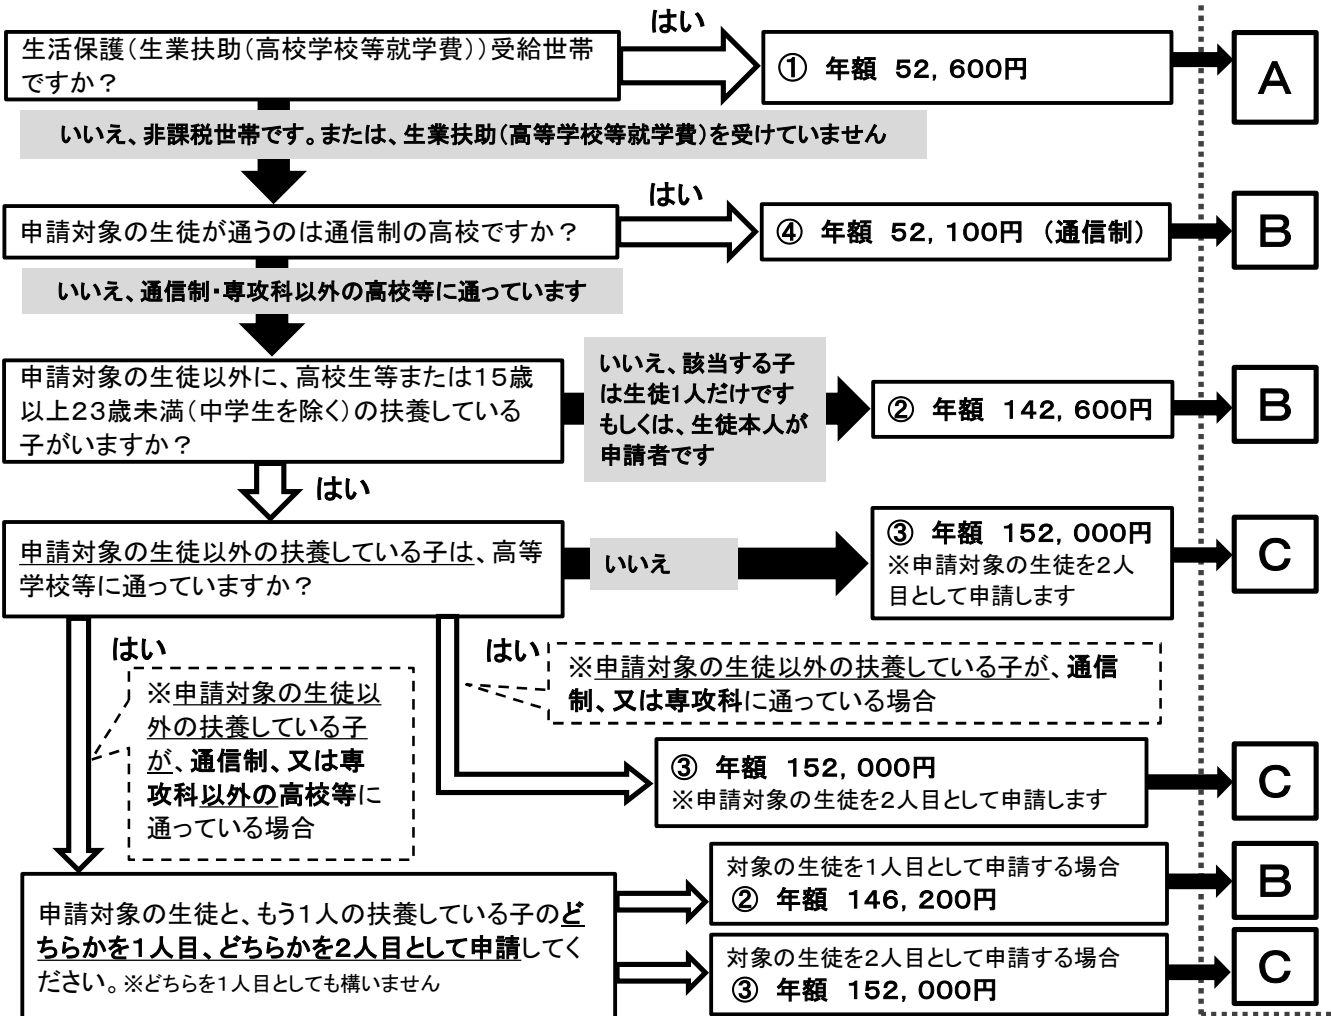 はい
生活保護（生業扶助（高校学校等就学費））受給世帯
ですか？
① 年額 52，600円
A
いいえ、非課税世帯です。または、生業扶助（高等学校等就学費）を受けていません
はい
申請対象の生徒が通うのは通信制の高校ですか？
④ 年額 52，100円 （通信制）
B
いいえ、通信制・専攻科以外の高校等に通っています
申請対象の生徒以外に、高校生等または１５歳
以上２３歳未満（中学生を除く）の扶養している
子がいますか？
いいえ、該当する子
は生徒1人だけです
もしくは、生徒本人が
申請者です
② 年額 142，600円
B
はい
申請対象の生徒以外の扶養している子は、高等
学校等に通っていますか？
いいえ
③ 年額 152，000円
※申請対象の生徒を２人
目として申請します
C
はい
※申請対象の生徒以
外の扶養している子
が、通信制、又は専
攻科以外の高校等に
通っている場合
はい
※申請対象の生徒以外の扶養している子が、通信
制、又は専攻科に通っている場合
③ 年額 152，000円
※申請対象の生徒を２人目として申請します
C
申請対象の生徒と、もう１人の扶養している子のど
ちらかを１人目、どちらかを２人目として申請してく
ださい。※どちらを１人目としても構いません
対象の生徒を１人目として申請する場合
② 年額 146，200円
B
対象の生徒を２人目として申請する場合
③ 年額 152，000円
C